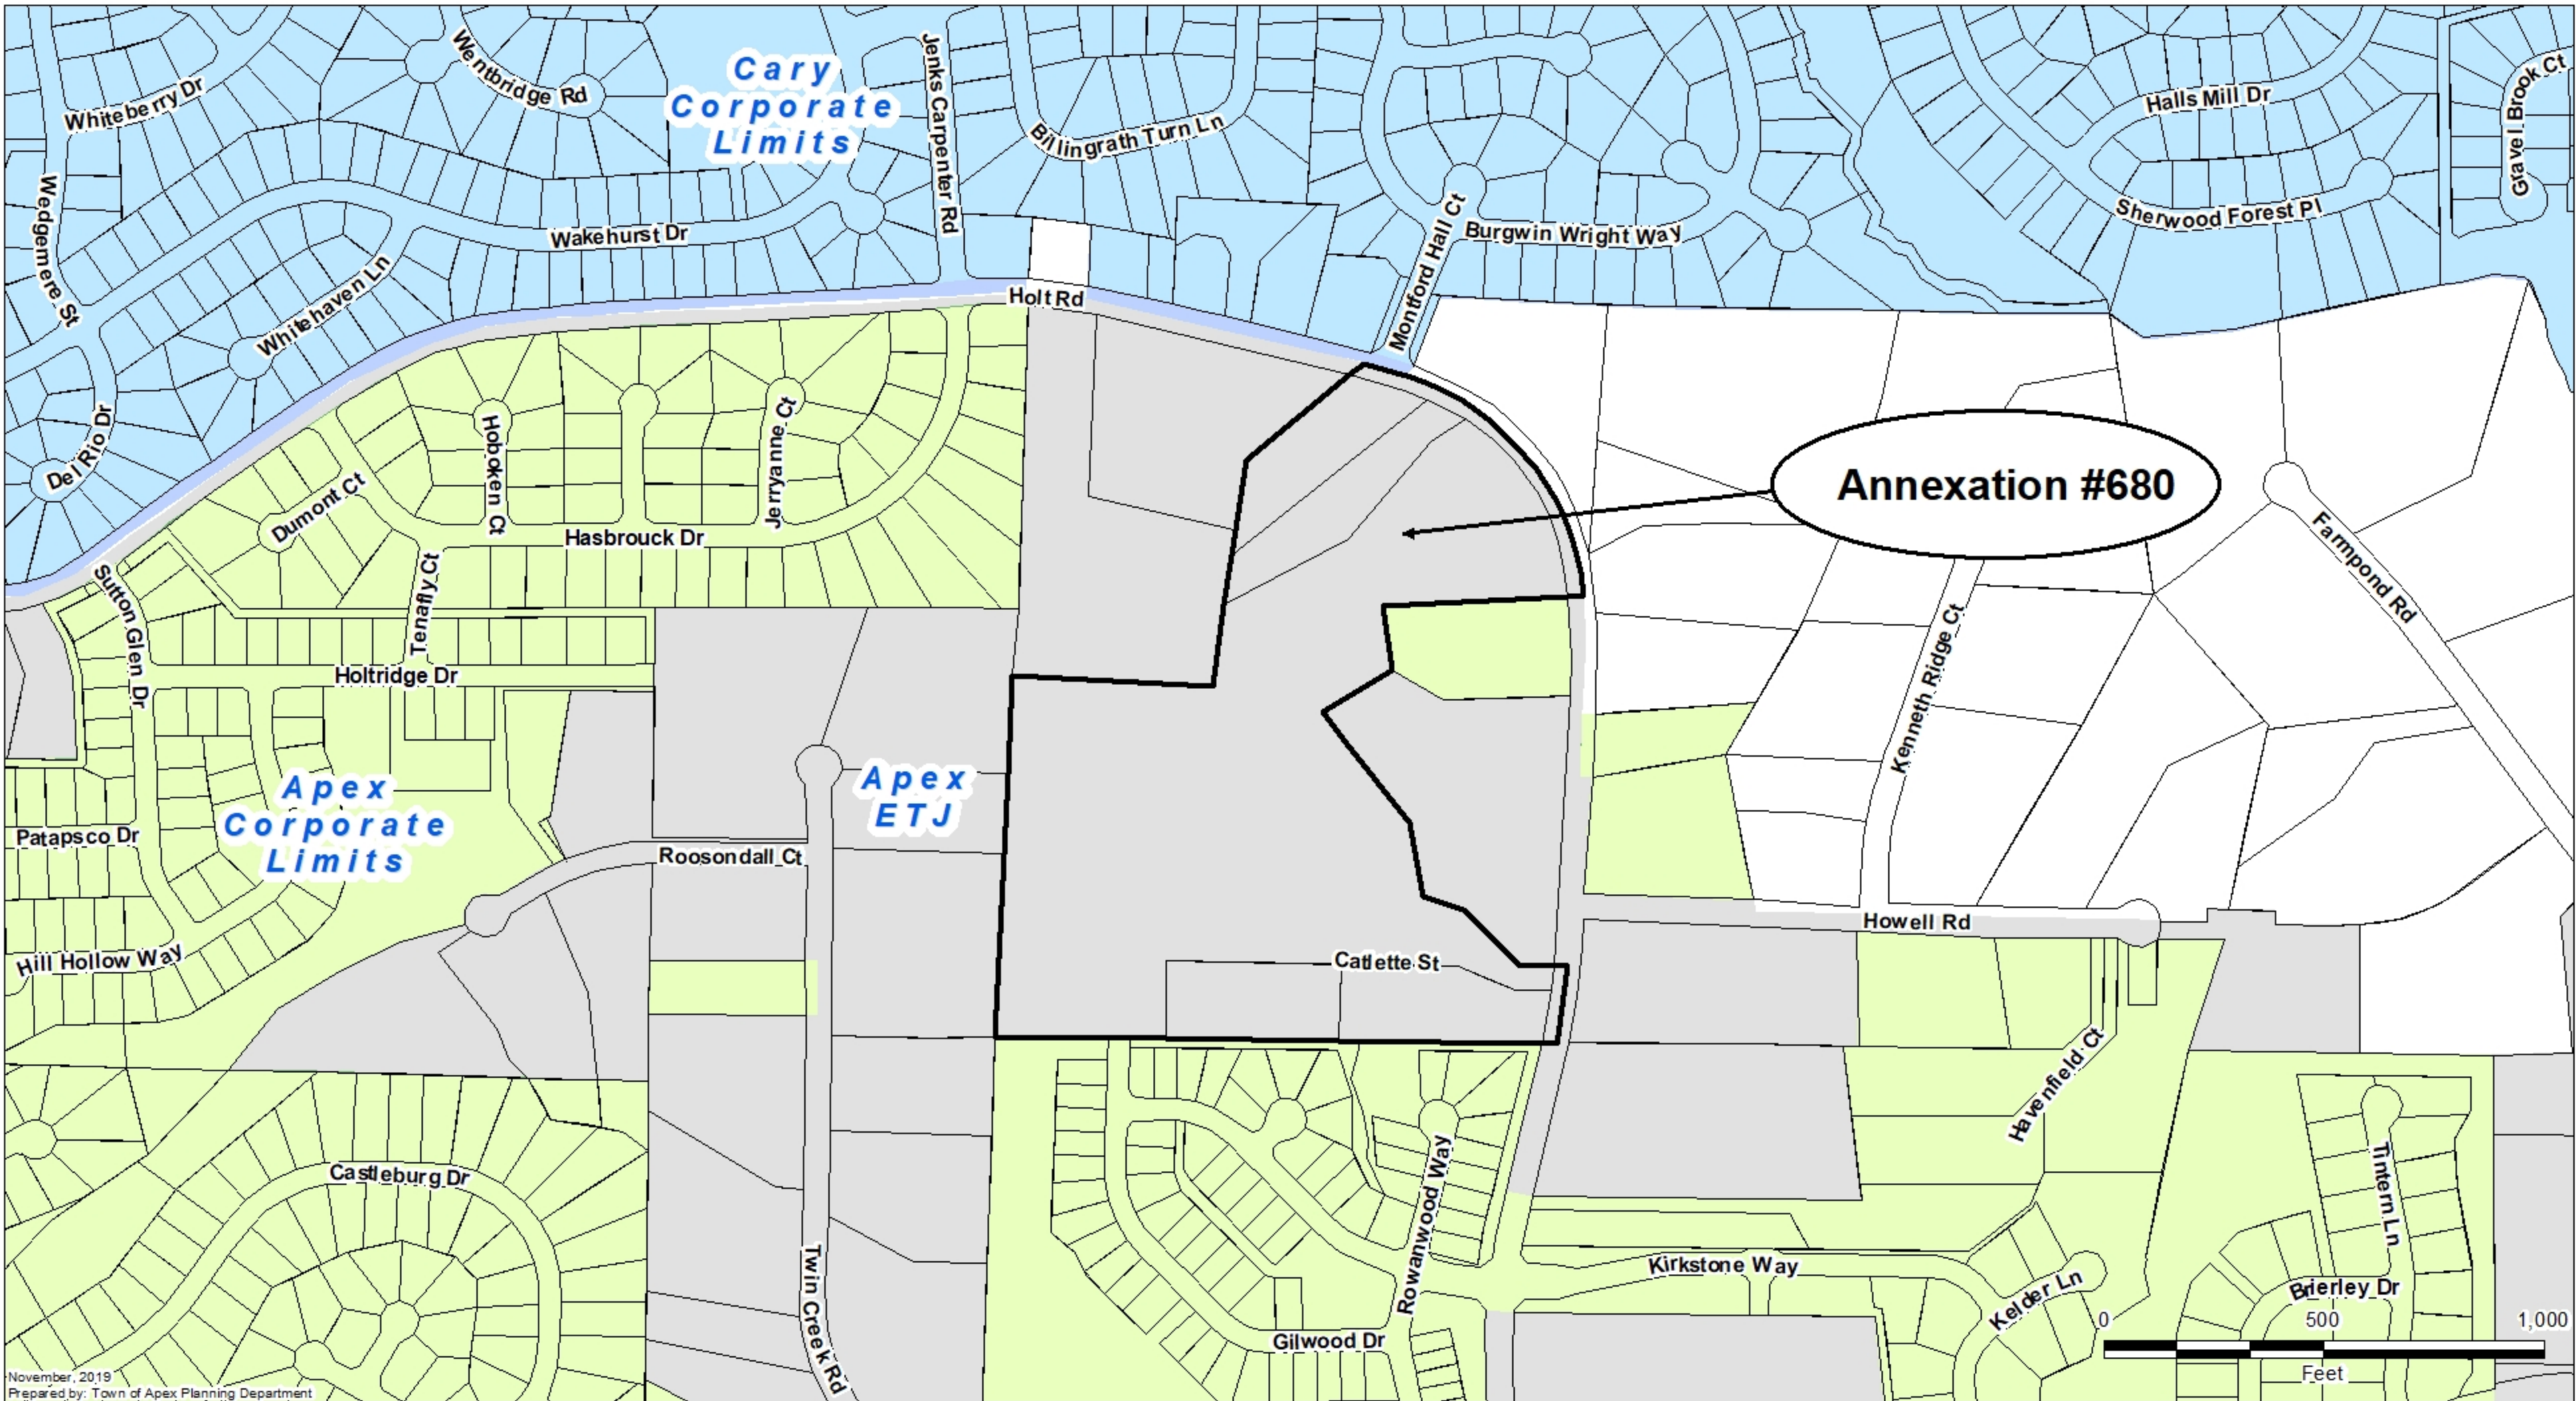 Whiteberry Dr
Wentbridge Rd
Cary
Corporate
Limits
Jenks Carpenter Rd
Billingrath Turn Ln
Halls Mill Dr
Gravel Brook Ct
Wedgemere St
Wakehurst Dr
Whitehaven Ln
Montford Hall Ct
Burgwin Wright Way
Sherwood Forest Pl
Holt Rd
Del Rio Dr
Dumont Ct
Hoboken Ct
Jerryanne Ct
Hasbrouck Dr
Annexation #680
Farmpond Rd
Sutton Glen Dr
Tenafly Ct
Holtridge Dr
Kenneth Ridge Ct
Apex
Corporate
Limits
Apex
ETJ
Patapsco Dr
Roosondall Ct
Hill Hollow Way
Catlette St
Howell Rd
Havenfield Ct
Castleburg Dr
Rowanwood Way
Tintern Ln
Twin Creek Rd
Kirkstone Way
Kelder Ln
Brierley Dr
Gilwood Dr
0 500 1,000
Feet
November, 2019
Prepared by: Town of Apex Planning Department